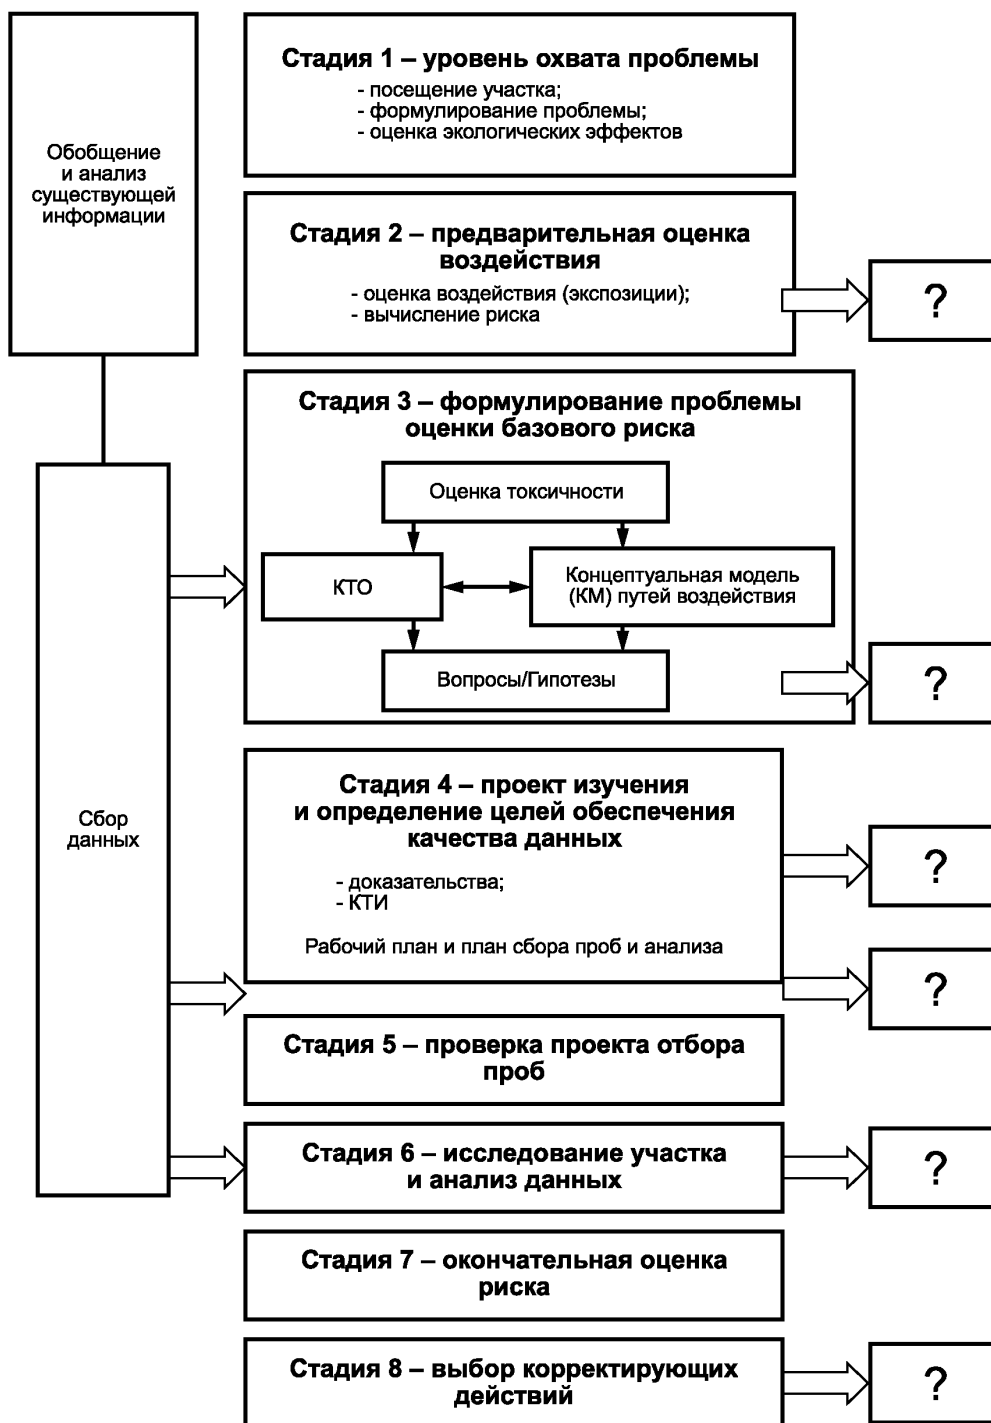 Обобщение
и анализ
существующей
информации
Стадия 1 – уровень охвата проблемы
- посещение участка;
- формулирование проблемы;
- оценка экологических эффектов
Стадия 2 – предварительная оценка
воздействия
- оценка воздействия (экспозиции);
- вычисление риска
?
Стадия 3 – формулирование проблемы
оценки базового риска
Оценка токсичности
КТО
Концептуальная модель
(КМ) путей воздействия
Вопросы/Гипотезы
?
Сбор
данных
Стадия 4 – проект изучения
и определение целей обеспечения
качества данных
- доказательства;
- КТИ
Рабочий план и план сбора проб и анализа
?
?
Стадия 5 – проверка проекта отбора
проб
Стадия 6 – исследование участка
и анализ данных
?
Стадия 7 – окончательная оценка
риска
Стадия 8 – выбор корректирующих
действий
?